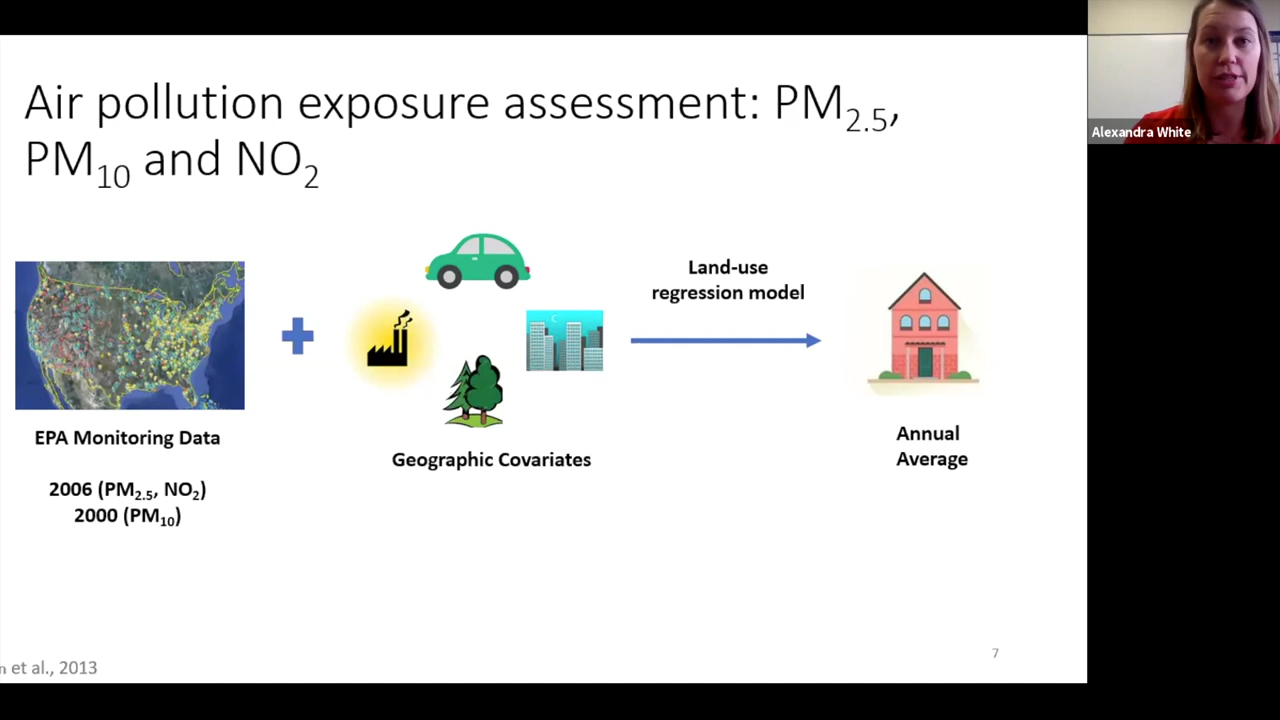 Air pollution exposure assessment: PM2.5,
PM10 and NO2
Alexandra White
Land-use
regression model
EPA Monitoring Data
2006 (PM2.5, NO2)
2000 (PM10)
Geographic Covariates
Annual
Average
et al., 2013
7